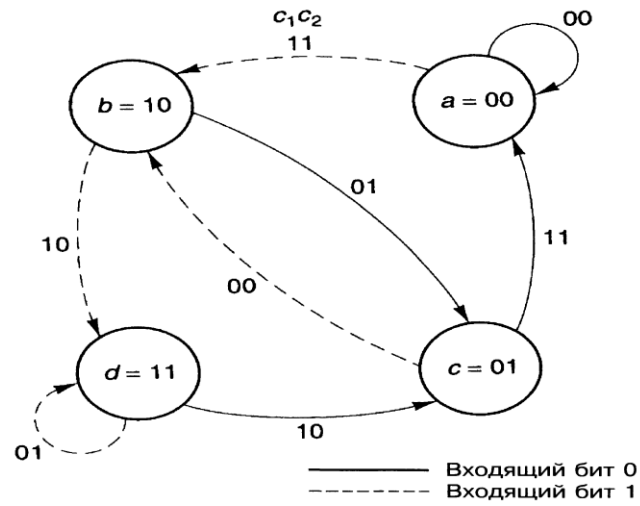 c₁c₂
11
00
b = 10
a = 00
01
10
00
11
d = 11
c = 01
01
10
Входящий бит 0
Входящий бит 1